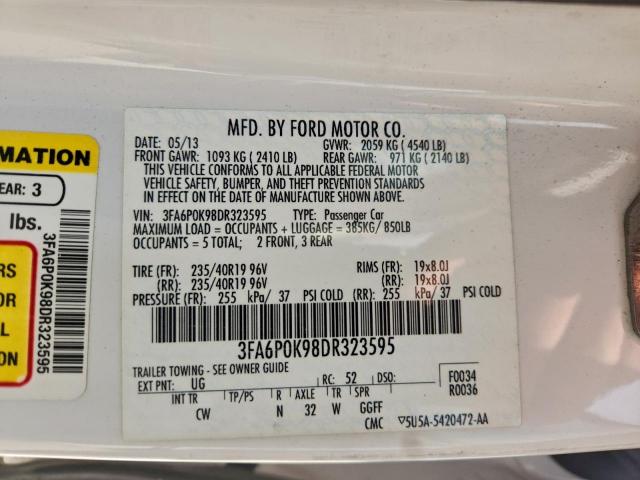 MFD. BY FORD MOTOR CO.
DATE: 05/13 GVWR: 2059 KG ( 4540 LB)
FRONT GAWR: 1093 KG ( 2410 LB) REAR GAWR: 971 KG ( 2140 LB)
THIS VEHICLE CONFORMS TO ALL APPLICABLE FEDERAL MOTOR
VEHICLE SAFETY, BUMPER, AND THEFT PREVENTION STANDARDS
IN EFFECT ON THE DATE OF MANUFACTURE SHOWN ABOVE.
VIN: 3FA6P0K98DR323595 TYPE: Passenger Car
MAXIMUM LOAD = OCCUPANTS + LUGGAGE = 385KG/ 850LB
OCCUPANTS = 5 TOTAL; 2 FRONT, 3 REAR
TIRE (FR): 235/40R19 96V RIMS (FR): 19x8.0J
(RR): 235/40R19 96V (RR): 19x8.0J
PRESSURE (FR): 255 kPa/ 37 PSI COLD (RR): 255 kPa/ 37 PSI COLD
3FA6P0K98DR323595
TRAILER TOWING - SEE OWNER GUIDE
EXT PNT: UG RC: 52 DSO: F0034
R0036
INT TR TP/PS R AXLE TR SPR
CW N 32 W GGFF
CMC ▽5U5A-5420472-AA
RMATION
EAR: 3
lbs.
ERS
OR
AL
ION
3FA6P0K98DR323595